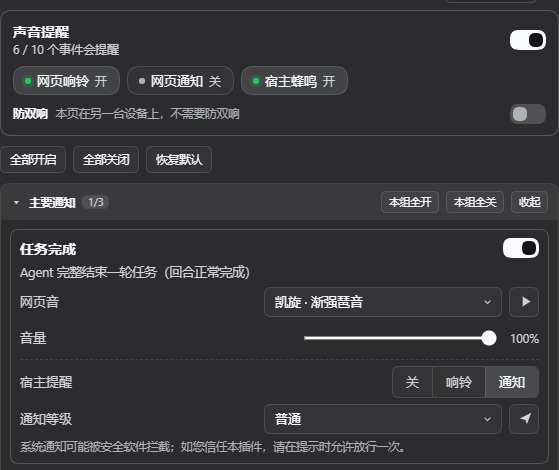 声音提醒
6 / 10 个事件会提醒
网页响铃 开 网页通知 关 宿主蜂鸣 开
防双响 本页在另一台设备上，不需要防双响
全部开启 全部关闭 恢复默认
主要通知 1/3 本组全开 本组全关 收起
任务完成
Agent 完整结束一轮任务（回合正常完成）
网页音 凯旋 · 渐强琶音
音量 100%
宿主提醒 关 响铃 通知
通知等级 普通
系统通知可能被安全软件拦截；如您信任本插件，请在提示时允许放行一次。